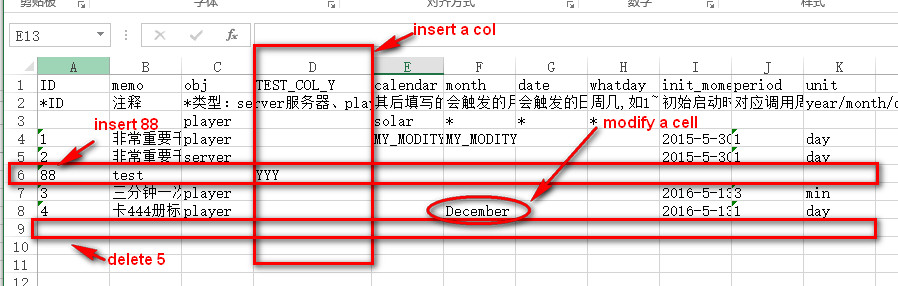 剪贴板 字体 对齐方式 数字 样式
insert a col
E13 fx
A B C D E F G H I J K
1 ID memo obj TEST_COL_Y calendar month date whatday init_mome period unit
2 *ID 注释 *类型：server服务器、play 其后填写的 会触发的月 会触发的日 周几,如1~ 初始启动时 对应调用周 year/month/d
3 player solar * * *
insert 88
modify a cell
4 1 非常重要于 player MY_MODITY MY_MODITY 2015-5-30 1 day
5 2 非常重要于 server 2015-5-30 1 day
6 88 test YYY
7 3 三分钟一次 player 2016-5-13 3 min
8 4 卡444册标 player December 2016-5-13 1 day
9
10
delete 5
11
12